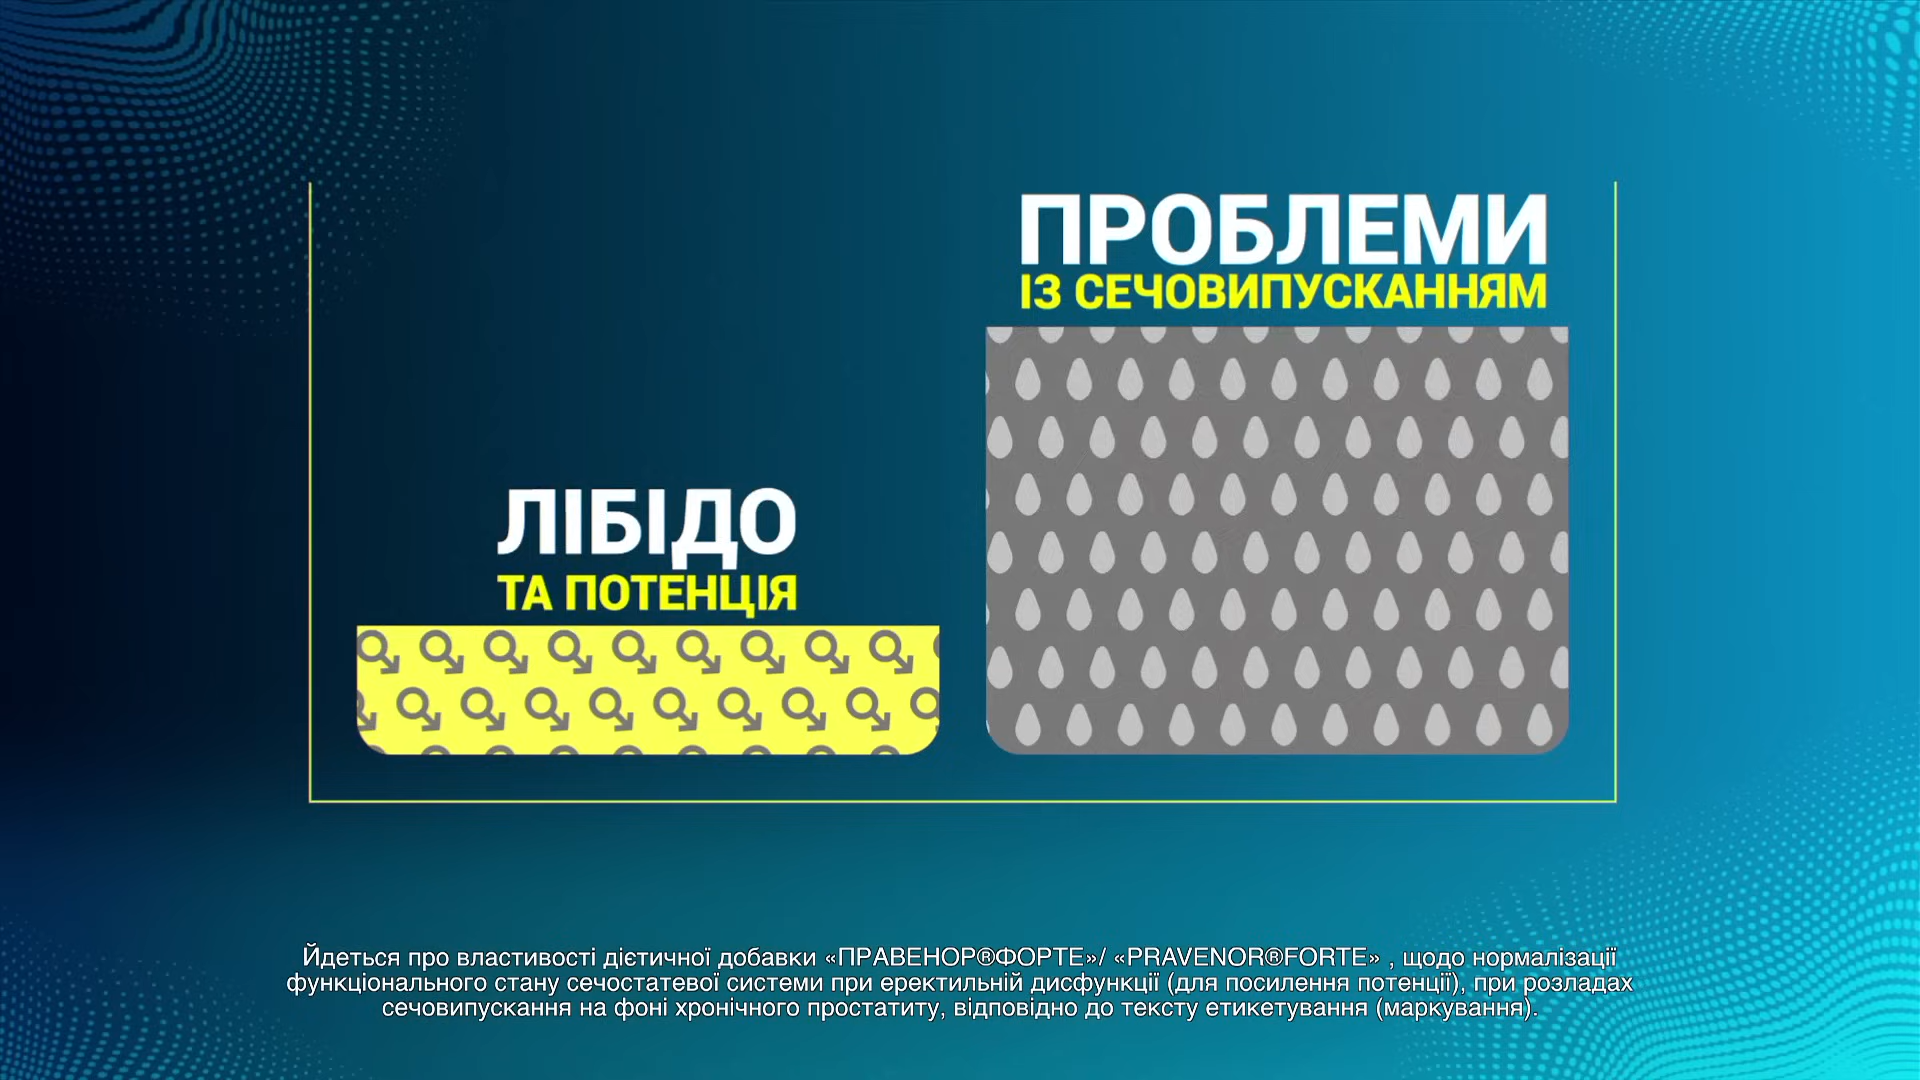 ПРОБЛЕМИ
ІЗ СЕЧОВИПУСКАННЯМ
ЛІБІДО
ТА ПОТЕНЦІЯ
Йдеться про властивості дієтичної добавки «ПРАВЕНОР®ФОРТЕ»/ «PRAVENOR®FORTE» , щодо нормалізації
функціонального стану сечостатевої системи при еректильній дисфункції (для посилення потенції), при розладах
сечовипускання на фоні хронічного простатиту, відповідно до тексту етикетування (маркування).